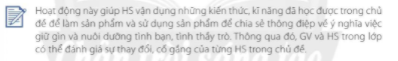 Hoạt động này giúp HS vận dụng những kiến thức, kĩ năng đã học được trong chủ
đề để làm sản phẩm và sử dụng sản phẩm để chia sẻ thông điệp về ý nghĩa việc
giữ gìn và nuôi dưỡng tình bạn, tình thầy trò. Thông qua đó, GV và HS trong lớp
có thể đánh giá sự thay đổi, cố gắng của từng HS trong chủ đề.